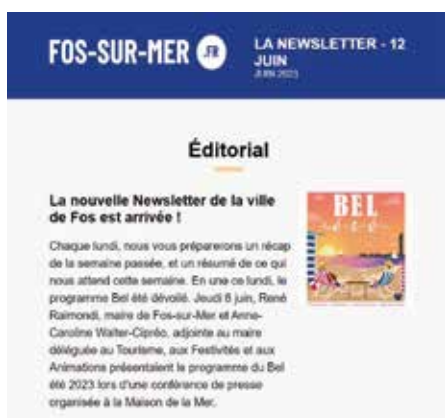 FOS-SUR-MER .FR
LA NEWSLETTER - 12
JUIN
JUIN 2023
Éditorial
La nouvelle Newsletter de la ville
de Fos est arrivée !
Chaque lundi, nous vous préparerons un récap
de la semaine passée, et un résumé de ce qui
nous attend cette semaine. En une ce lundi, le
programme Bel été dévoilé. Jeudi 8 juin, René
Raimondi, maire de Fos-sur-Mer et Anne-
Caroline Walter-Cipréo, adjointe au maire
déléguée au Tourisme, aux Festivités et aux
Animations présentaient le programme du Bel
été 2023 lors d'une conférence de presse
organisée à la Maison de la Mer.
BEL
été